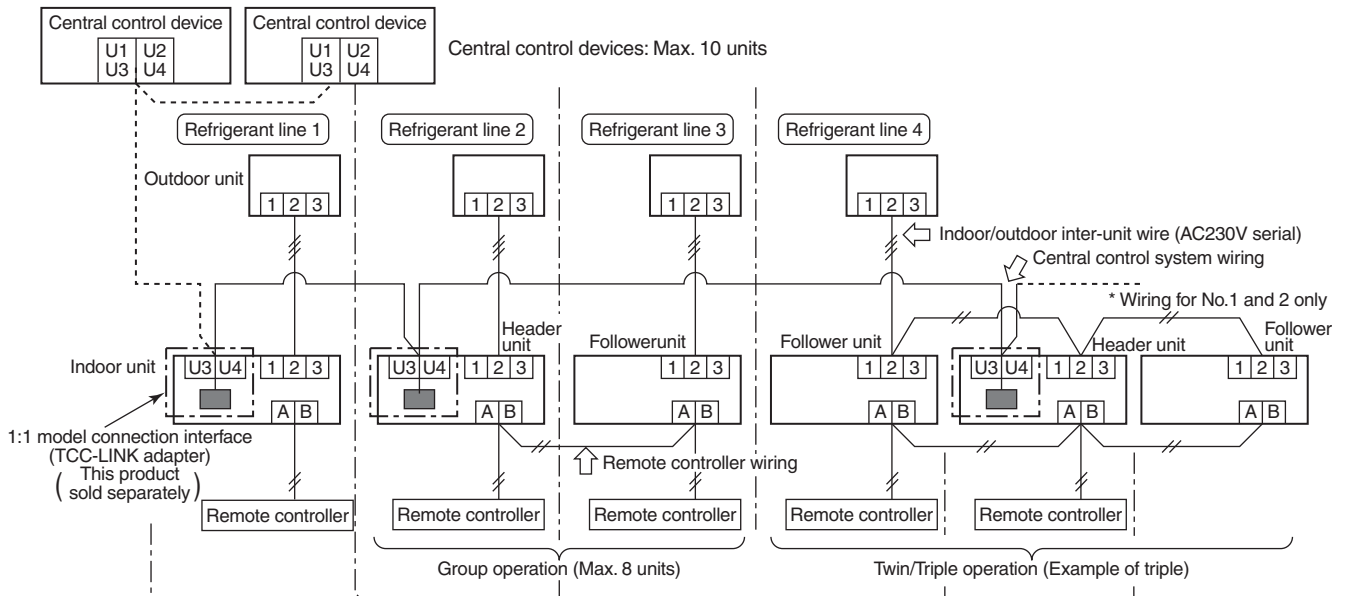 Central control device
Central control device
U1 U2
U3 U4
U1 U2
U3 U4
Central control devices: Max. 10 units
Refrigerant line 1
Refrigerant line 2
Refrigerant line 3
Refrigerant line 4
Outdoor unit
1 2 3
1 2 3
1 2 3
1 2 3
Indoor/outdoor inter-unit wire (AC230V serial)
Central control system wiring
* Wiring for No.1 and 2 only
Indoor unit
U3 U4
1 2 3
A B
Header
unit
U3 U4
1 2 3
A B
Followerunit
1 2 3
A B
Follower unit
1 2 3
A B
Header unit
U3 U4
1 2 3
A B
Follower
unit
1 2 3
A B
1:1 model connection interface
(TCC-LINK adapter)
( This product
sold separately )
Remote controller wiring
Remote controller
Remote controller
Remote controller
Remote controller
Remote controller
Group operation (Max. 8 units)
Twin/Triple operation (Example of triple)